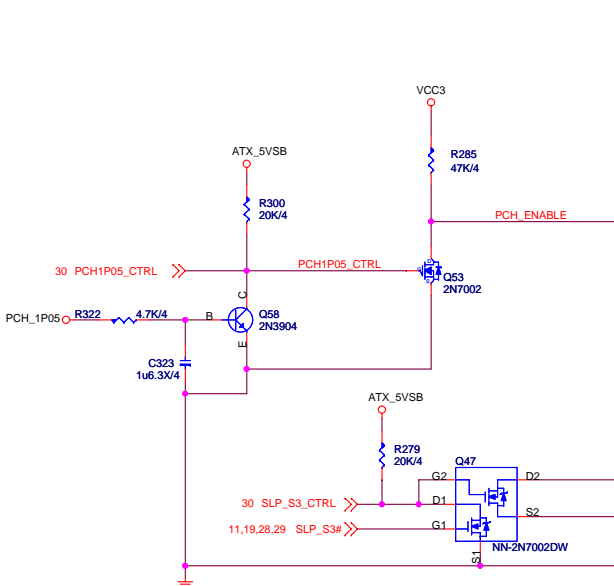 VCC3
R285
47K/4
ATX_5VSB
R300
20K/4
PCH_ENABLE
30 PCH1P05_CTRL
PCH1P05_CTRL
Q53
2N7002
C
PCH_1P05
R322
4.7K/4
B
Q58
2N3904
E
C323
1u6.3X/4
ATX_5VSB
R279
20K/4
Q47
G2
D2
30 SLP_S3_CTRL
D1
S2
11,19,28,29 SLP_S3#
G1
S1
NN-2N7002DW